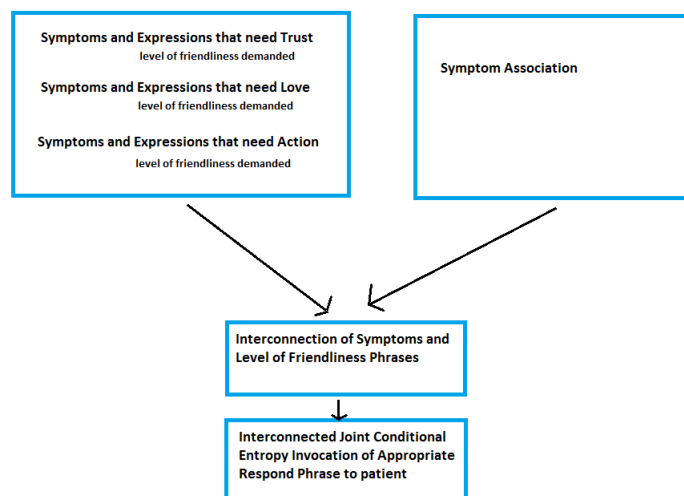 Symptoms and Expressions that need Trust
level of friendliness demanded
Symptoms and Expressions that need Love
level of friendliness demanded
Symptoms and Expressions that need Action
level of friendliness demanded
Symptom Association
Interconnection of Symptoms and
Level of Friendliness Phrases
Interconnected Joint Conditional
Entropy Invocation of Appropriate
Respond Phrase to patient